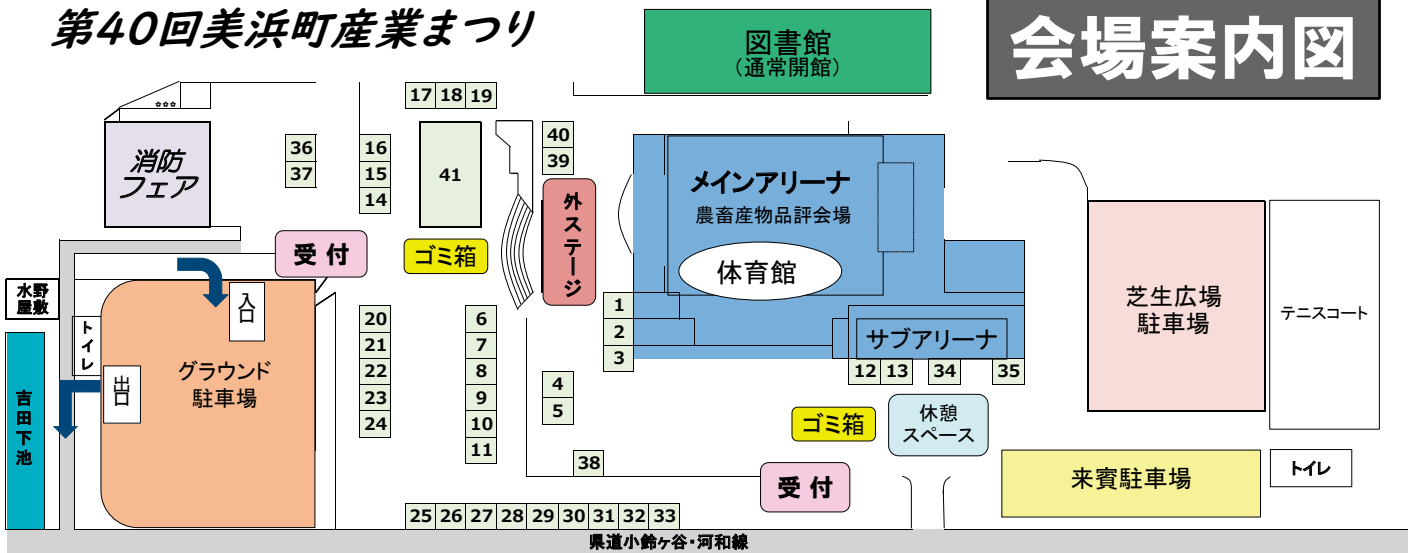 第40回美浜町産業まつり
会場案内図
図書館
(通常開館)
17 18 19
消防
フェア
36
37
16
15
14
41
40
39
外ステージ
メインアリーナ
農畜産物品評会場
体育館
受付
ゴミ箱
水野
屋敷
入口
トイレ
グラウンド
駐車場
出口
吉田下池
20
21
22
23
24
6
7
8
9
10
11
1
2
3
4
5
38
サブアリーナ
12 13 34 35
ゴミ箱
休憩
スペース
受付
芝生広場
駐車場
テニスコート
来賓駐車場
トイレ
25 26 27 28 29 30 31 32 33
県道小鈴ヶ谷・河和線